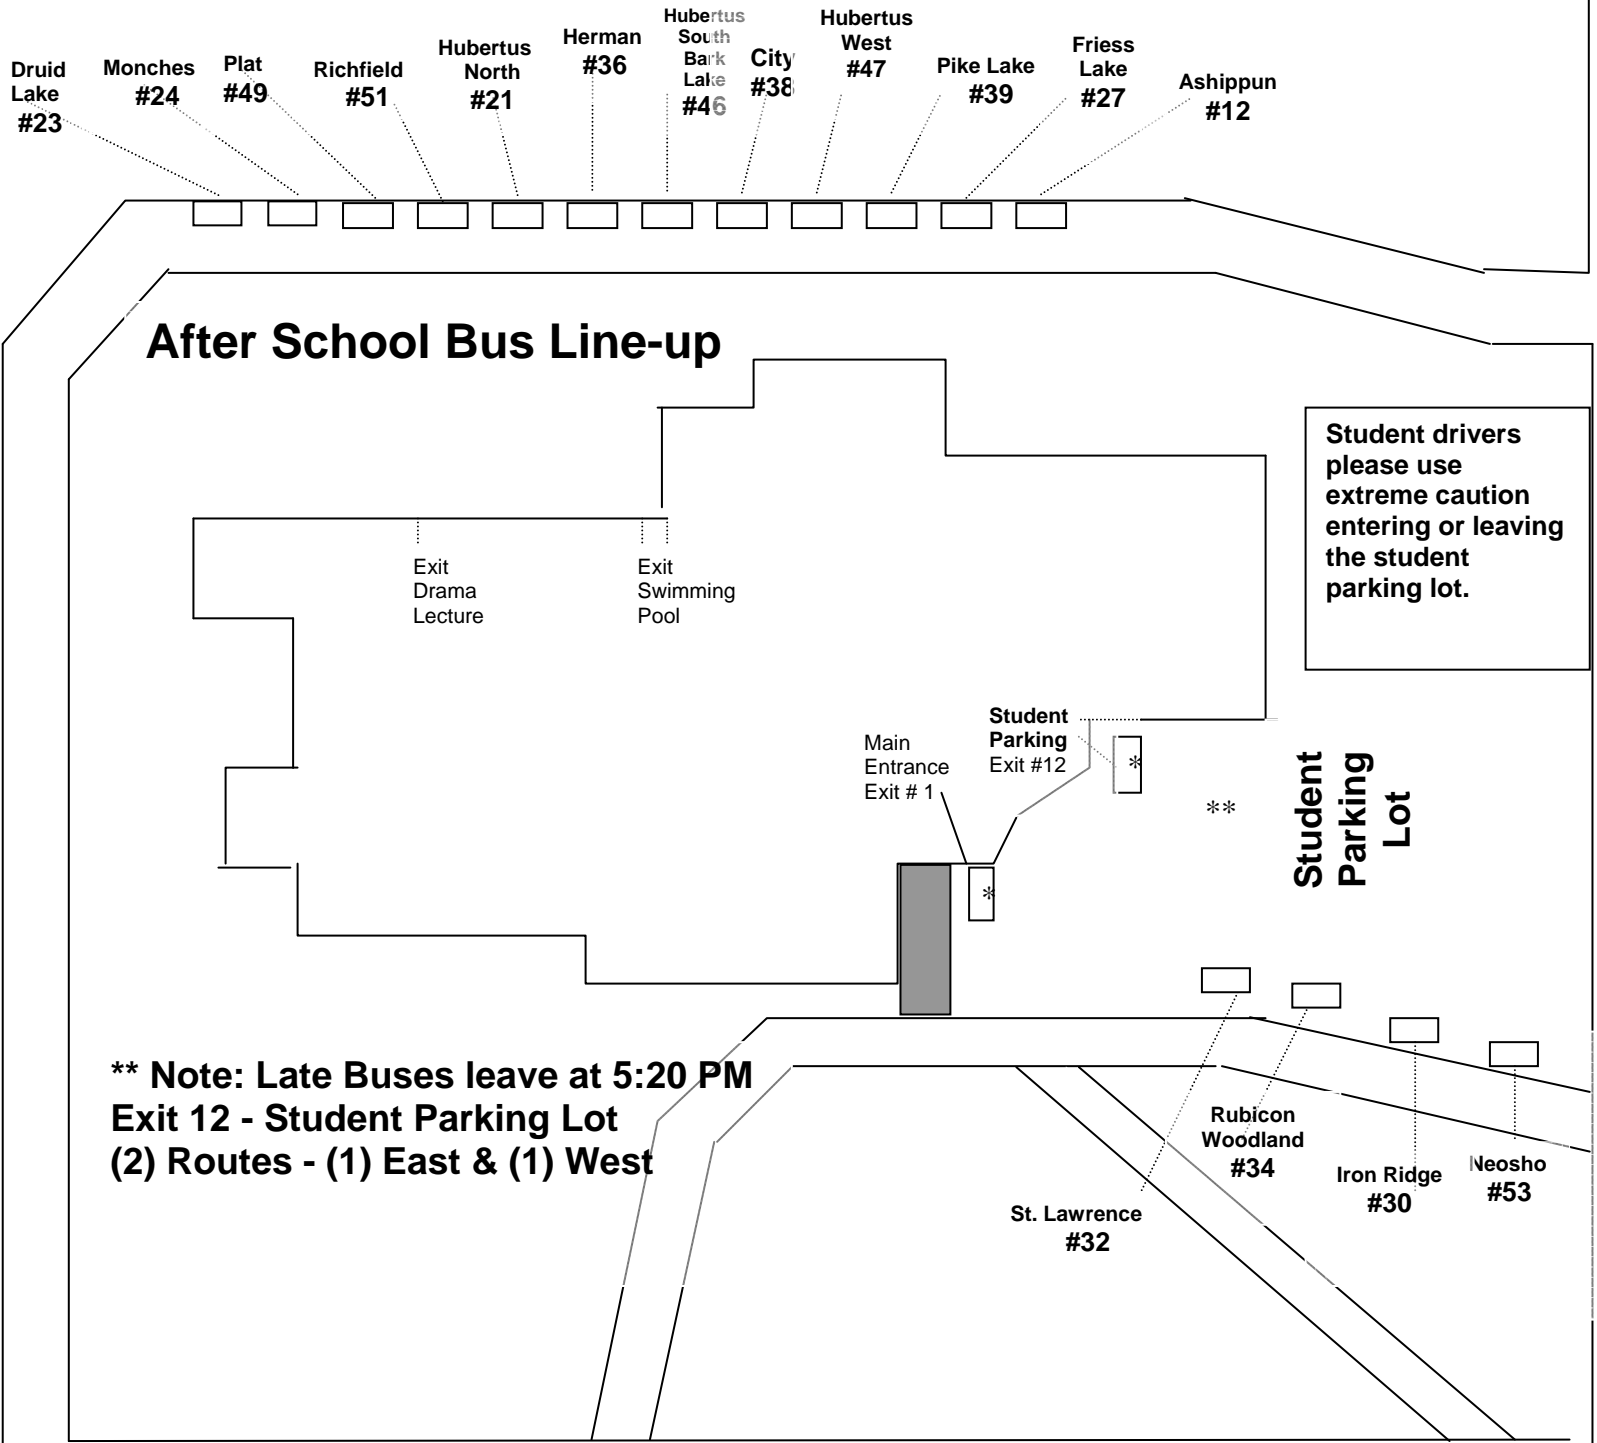 Druid
Lake
#23
Monches
#24
Plat
#49
Richfield
#51
Hubertus
North
#21
Herman
#36
Hubertus
South
Bark
Lake
#46
City
#38
Hubertus
West
#47
Pike Lake
#39
Friess
Lake
#27
Ashippun
#12
After School Bus Line-up
Student drivers
please use
extreme caution
entering or leaving
the student
parking lot.
Exit
Drama
Lecture
Exit
Swimming
Pool
Main
Entrance
Exit # 1
Student
Parking
Exit #12
*
*
**
Student
Parking
Lot
** Note: Late Buses leave at 5:20 PM
Exit 12 - Student Parking Lot
(2) Routes - (1) East & (1) West
St. Lawrence
#32
Rubicon
Woodland
#34
Iron Ridge
#30
Neosho
#53